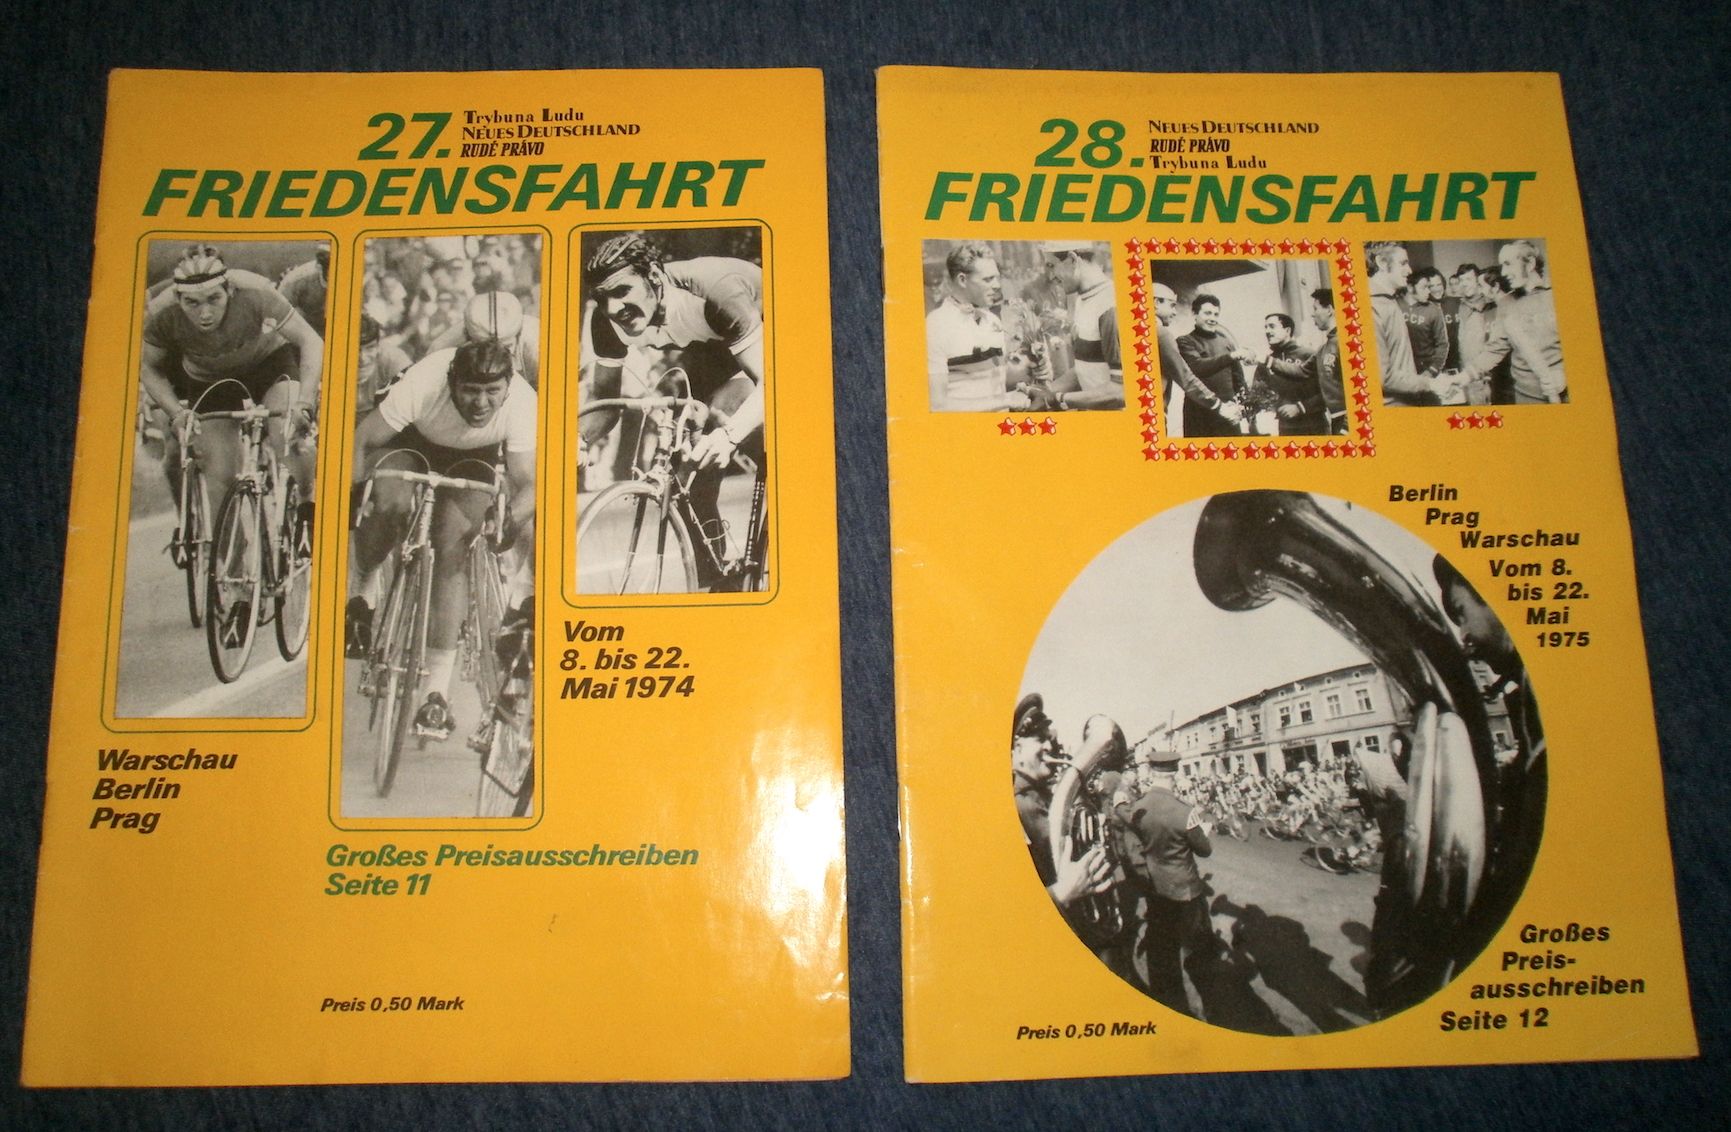 27.
Trybuna Ludu
NEUES DEUTSCHLAND
RUDÉ PRÁVO
FRIEDENSFAHRT
Vom
8. bis 22.
Mai 1974
Warschau
Berlin
Prag
Großes Preisausschreiben
Seite 11
Preis 0,50 Mark
28.
NEUES DEUTSCHLAND
RUDÉ PRÁVO
Trybuna Ludu
FRIEDENSFAHRT
Berlin
Prag
Warschau
Vom 8.
bis 22.
Mai
1975
Großes
Preis-
ausschreiben
Seite 12
Preis 0,50 Mark